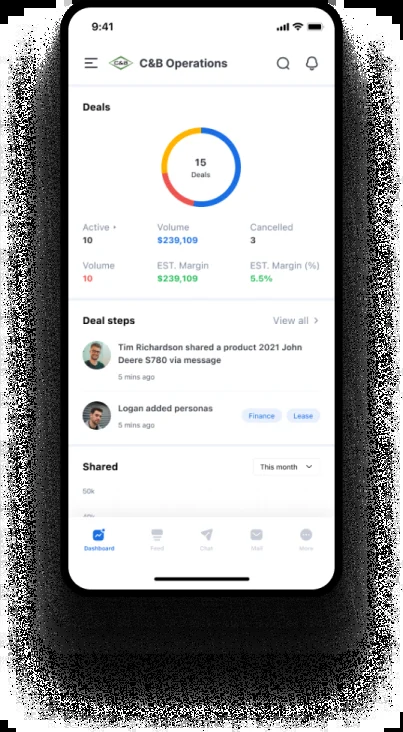 9:41
C&B C&B Operations
Deals
15
Deals
Active Volume Cancelled
10 $239,109 3
Volume EST. Margin EST. Margin (%)
10 $239,109 5.5%
Deal steps View all
Tim Richardson shared a product 2021 John
Deere S780 via message
5 mins ago
Logan added personas Finance Lease
5 mins ago
Shared This month
50k
Dashboard Feed Chat Mail More